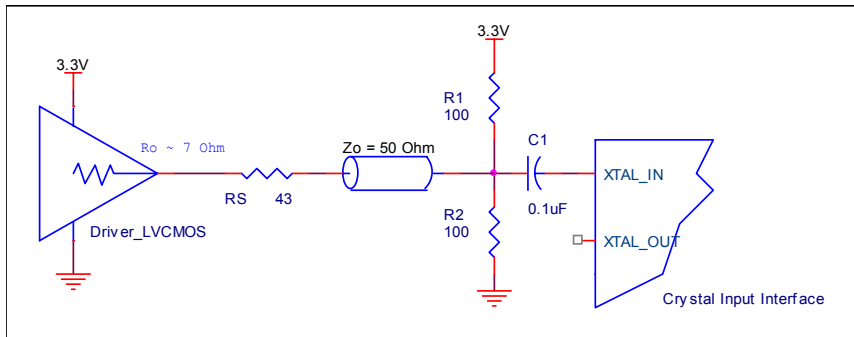 3.3V
3.3V
R1
100
Ro ~ 7 Ohm
Zo = 50 Ohm
C1
XTAL_IN
RS 43
0.1uF
R2
100
Driver_LVCMOS
XTAL_OUT
Crystal Input Interface